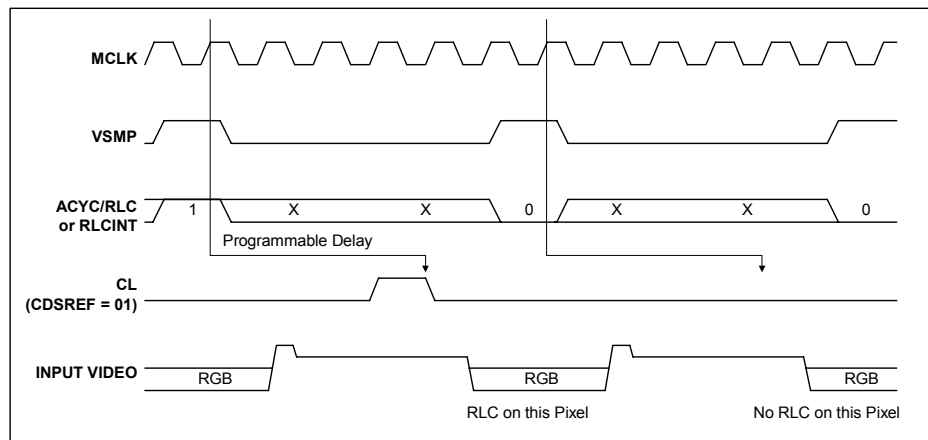 MCLK
VSMP
ACYC/RLC
or RLCINT
1 X X 0 X X 0
Programmable Delay
CL
(CDSREF = 01)
INPUT VIDEO
RGB RGB RGB
RLC on this Pixel No RLC on this Pixel